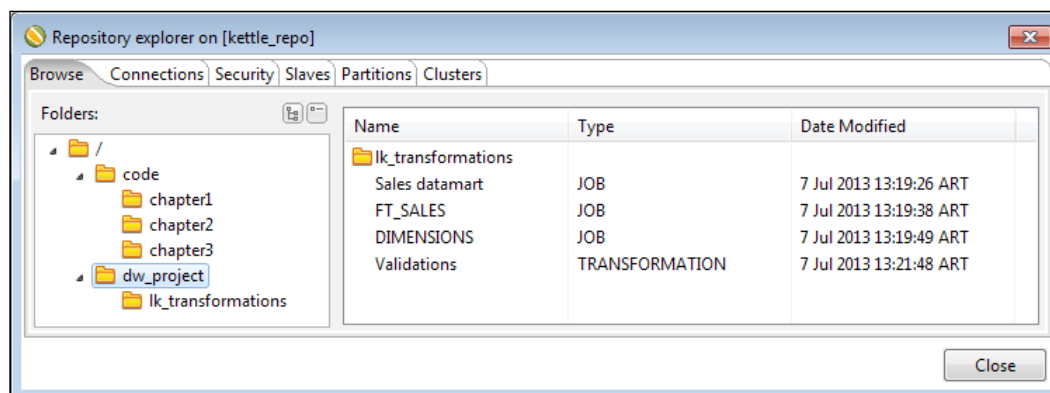 Repository explorer on [kettle_repo]
Browse Connections Security Slaves Partitions Clusters
Folders:
/
code
chapter1
chapter2
chapter3
dw_project
lk_transformations
Name Type Date Modified
lk_transformations
Sales datamart JOB 7 Jul 2013 13:19:26 ART
FT_SALES JOB 7 Jul 2013 13:19:38 ART
DIMENSIONS JOB 7 Jul 2013 13:19:49 ART
Validations TRANSFORMATION 7 Jul 2013 13:21:48 ART
Close